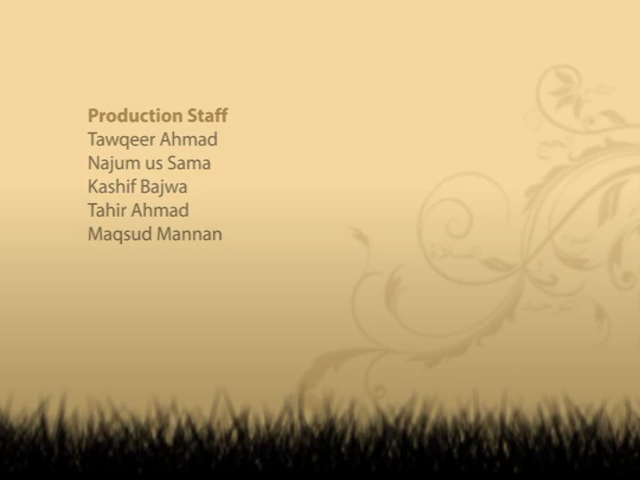 Production Staff
Tawqeer Ahmad
Najum us Sama
Kashif Bajwa
Tahir Ahmad
Maqsud Mannan